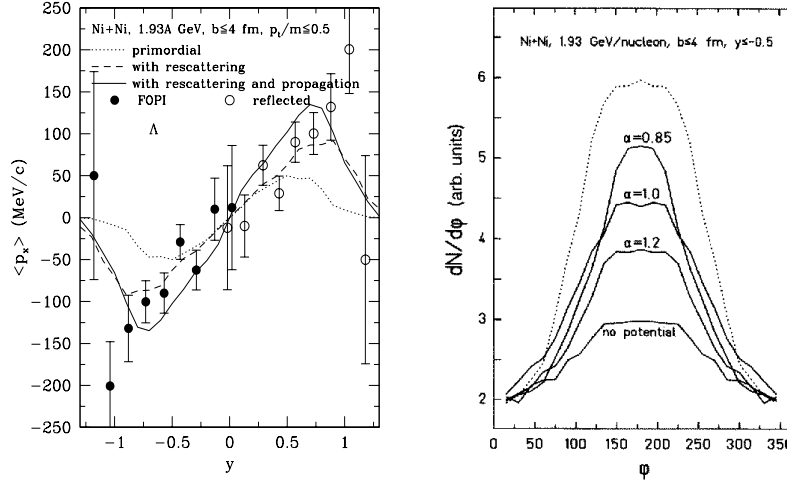 Ni+Ni, 1.93A GeV, b≤4 fm, pₜ/m≤0.5
primordial
with rescattering
with rescattering and propagation
FOPI
reflected
Λ
250
200
150
100
50
0
−50
−100
−150
−200
−250
<pₓ> (MeV/c)
−1
−0.5
0
0.5
1
y
Ni+Ni, 1.93 GeV/nucleon, b≤4 fm, y≤-0.5
6
5
4
3
2
dN/dφ (arb. units)
α=0.85
α=1.0
α=1.2
no potential
0
50
100
150
200
250
300
350
φ